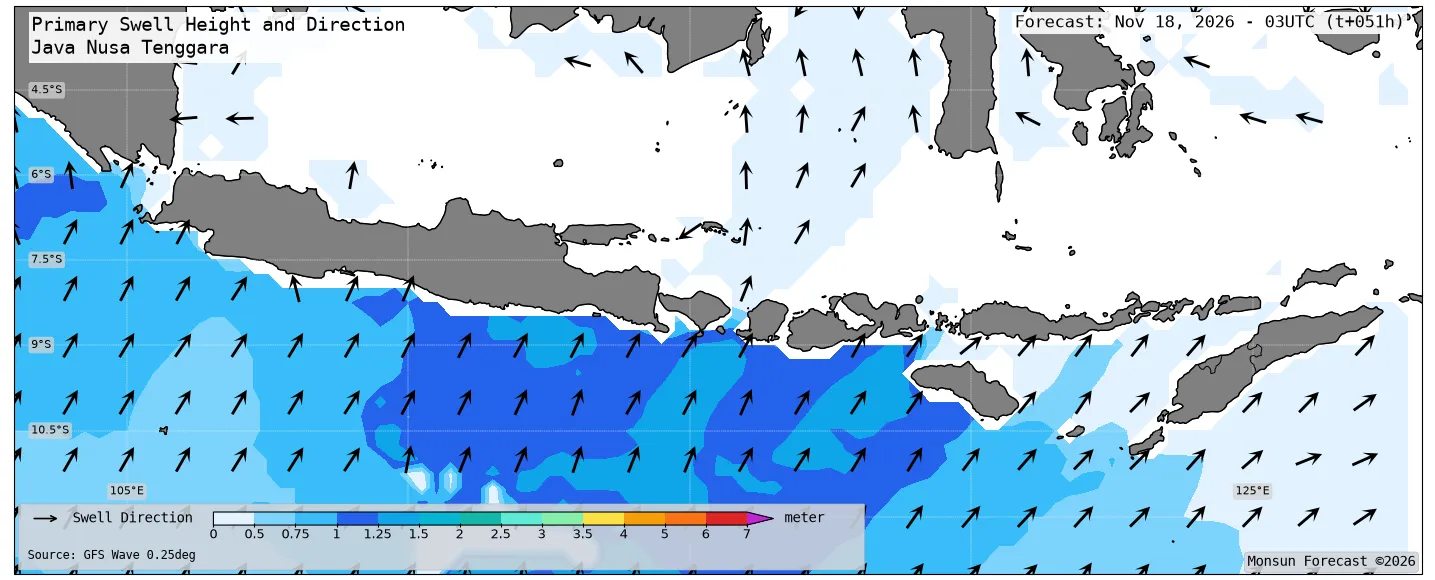 Primary Swell Height and Direction
Java Nusa Tenggara
Forecast: Nov 18, 2026 - 03UTC (t+051h)
4.5°S
6°S
7.5°S
9°S
10.5°S
105°E
125°E
Swell Direction
0 0.5 0.75 1 1.25 1.5 2 2.5 3 3.5 4 5 6 7
meter
Source: GFS Wave 0.25deg
Monsun Forecast ©2026